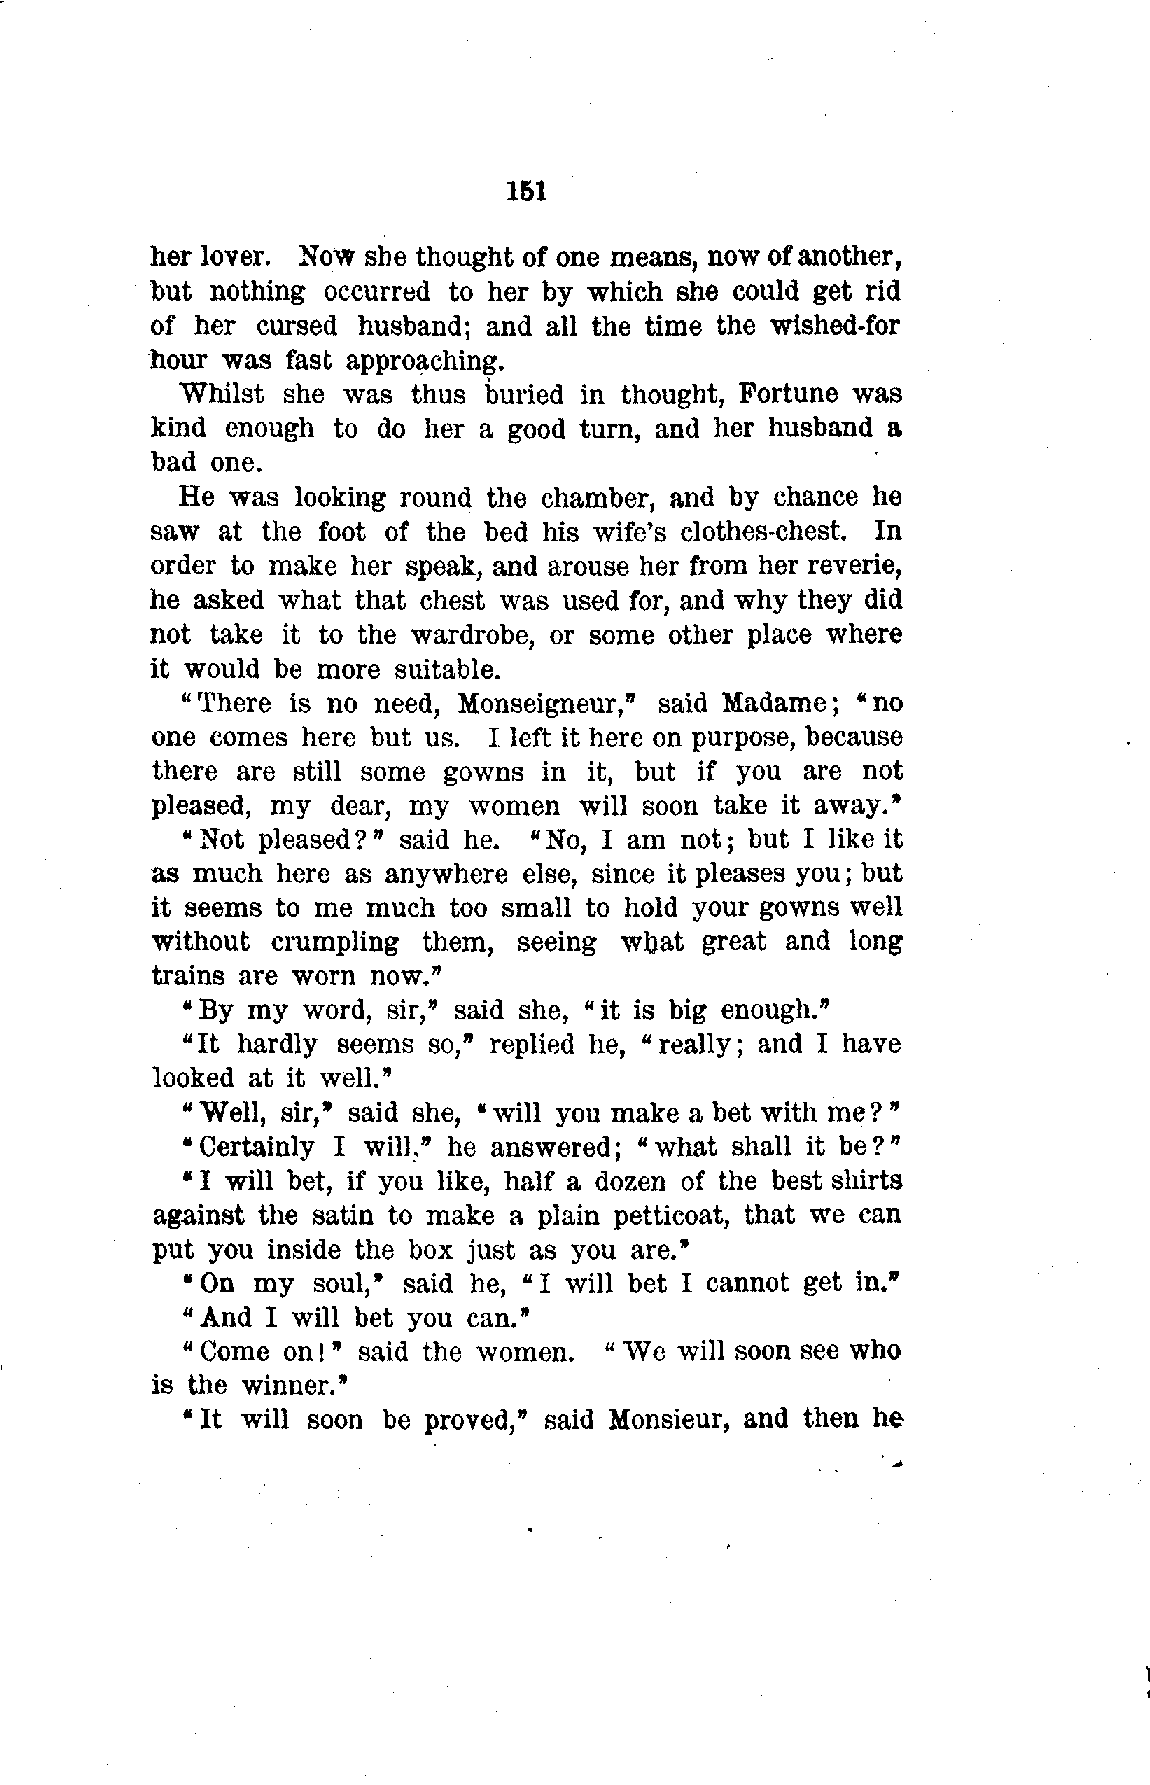 151
her lover. Now she thought of one means, now of another,
but nothing occurred to her by which she could get rid
of her cursed husband; and all the time the wished-for
hour was fast approaching.
Whilst she was thus buried in thought, Fortune was
kind enough to do her a good turn, and her husband a
bad one.
He was looking round the chamber, and by chance he
saw at the foot of the bed his wife's clothes-chest. In
order to make her speak, and arouse her from her reverie,
he asked what that chest was used for, and why they did
not take it to the wardrobe, or some other place where
it would be more suitable.
"There is no need, Monseigneur," said Madame; "no
one comes here but us. I left it here on purpose, because
there are still some gowns in it, but if you are not
pleased, my dear, my women will soon take it away."
"Not pleased?" said he. "No, I am not; but I like it
as much here as anywhere else, since it pleases you; but
it seems to me much too small to hold your gowns well
without crumpling them, seeing what great and long
trains are worn now."
"By my word, sir," said she, "it is big enough."
"It hardly seems so," replied he, "really; and I have
looked at it well."
"Well, sir," said she, "will you make a bet with me?"
"Certainly I will," he answered; "what shall it be?"
"I will bet, if you like, half a dozen of the best shirts
against the satin to make a plain petticoat, that we can
put you inside the box just as you are."
"On my soul," said he, "I will bet I cannot get in."
"And I will bet you can."
"Come on!" said the women. "We will soon see who
is the winner."
"It will soon be proved," said Monsieur, and then he